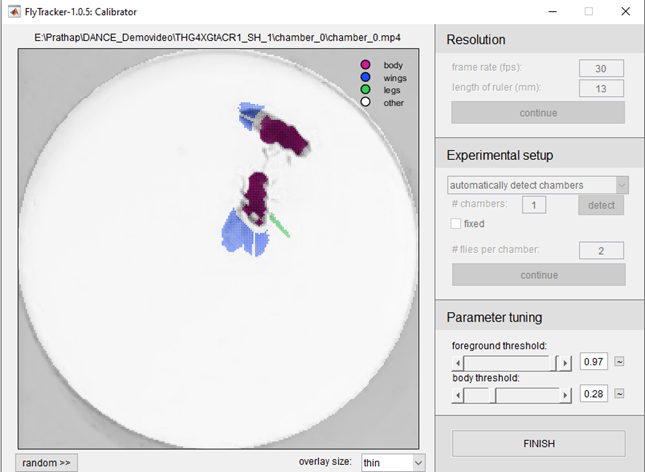 FlyTracker-1.0.5: Calibrator
E:\Prathap\DANCE_Demovideo\THG4XGtACR1_SH_1\chamber_0\chamber_0.mp4
body
wings
legs
other
random >>
overlay size: thin
Resolution
frame rate (fps): 30
length of ruler (mm): 13
continue
Experimental setup
automatically detect chambers
# chambers: 1 detect
fixed
# flies per chamber: 2
continue
Parameter tuning
foreground threshold:
0.97 ~
body threshold:
0.28 ~
FINISH